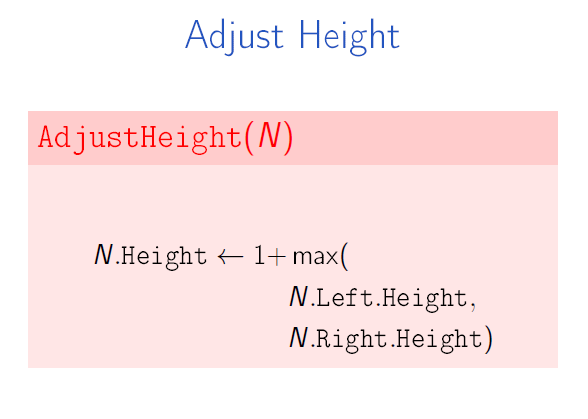 Adjust Height
AdjustHeight(N)
N.Height ← 1+ max(
N.Left.Height,
N.Right.Height)